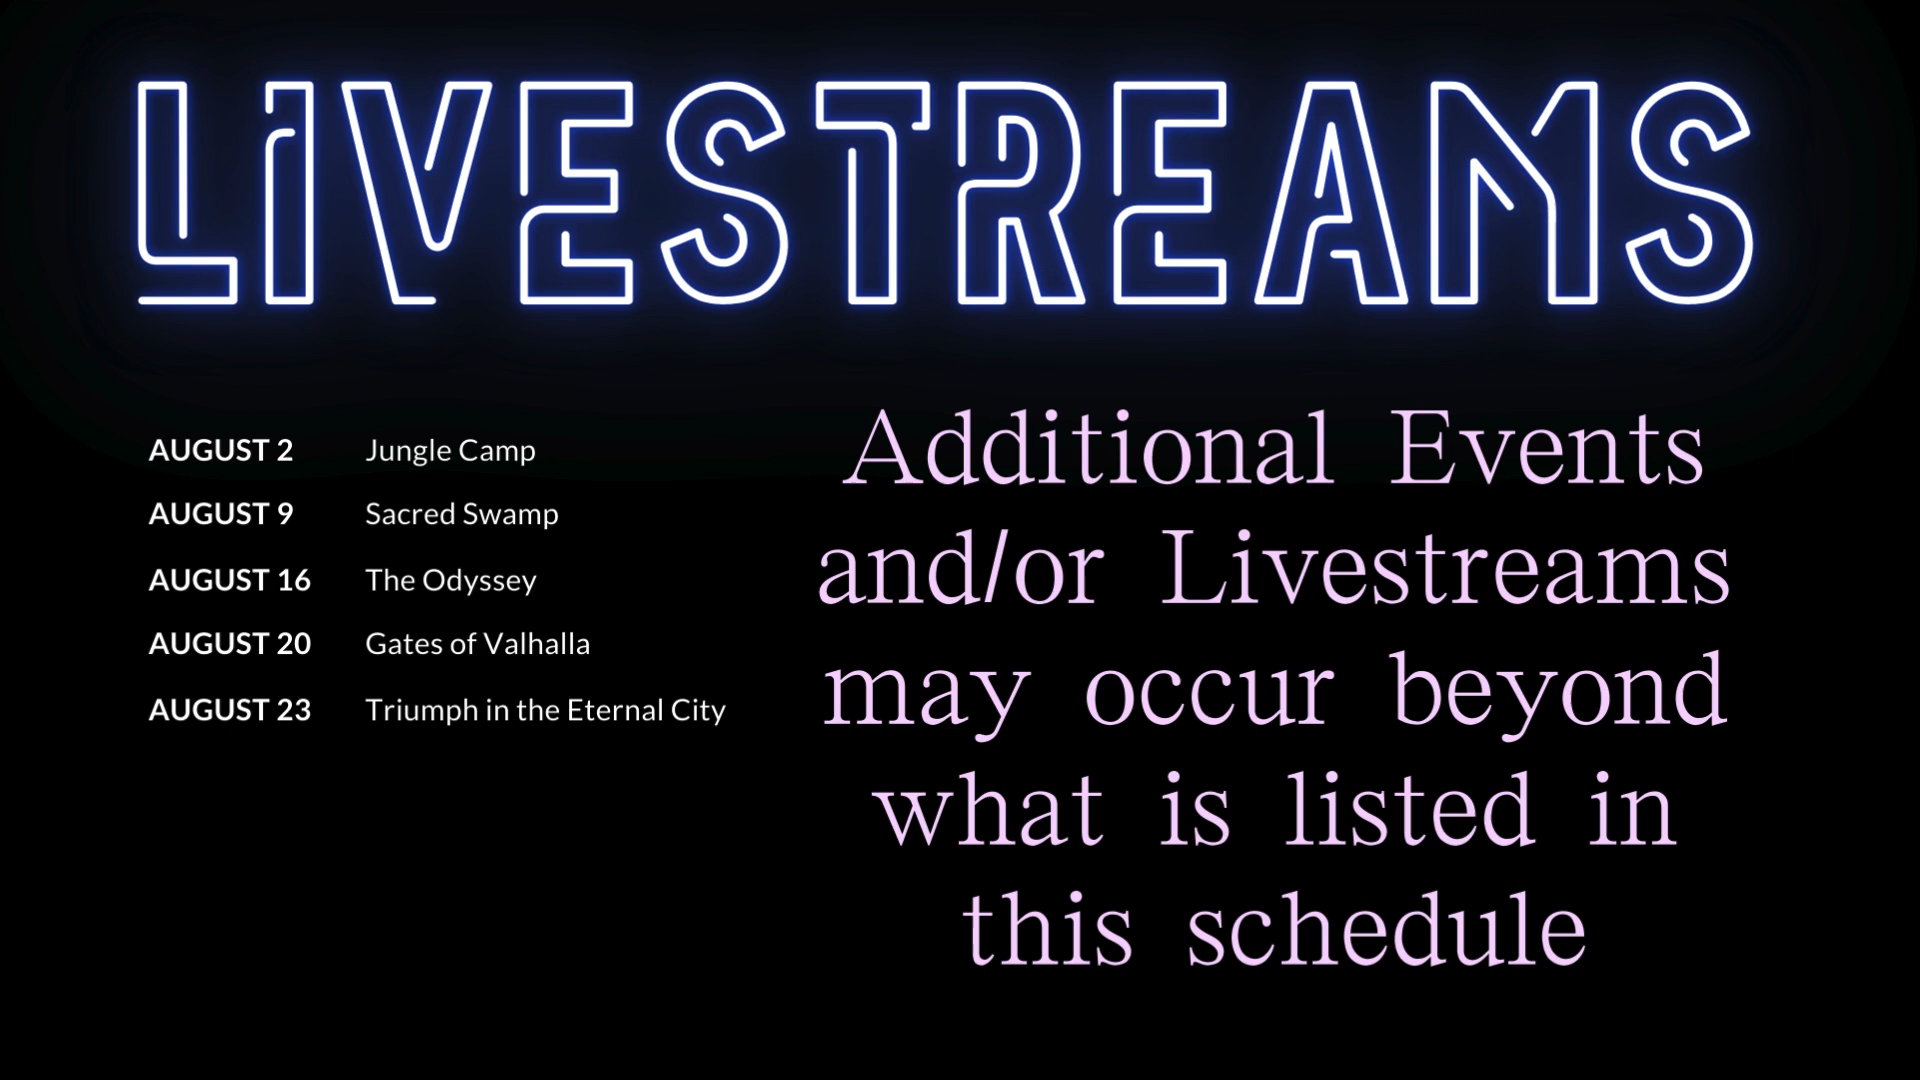 LIVESTREAMS
AUGUST 2 Jungle Camp
AUGUST 9 Sacred Swamp
AUGUST 16 The Odyssey
AUGUST 20 Gates of Valhalla
AUGUST 23 Triumph in the Eternal City
Additional Events
and/or Livestreams
may occur beyond
what is listed in
this schedule